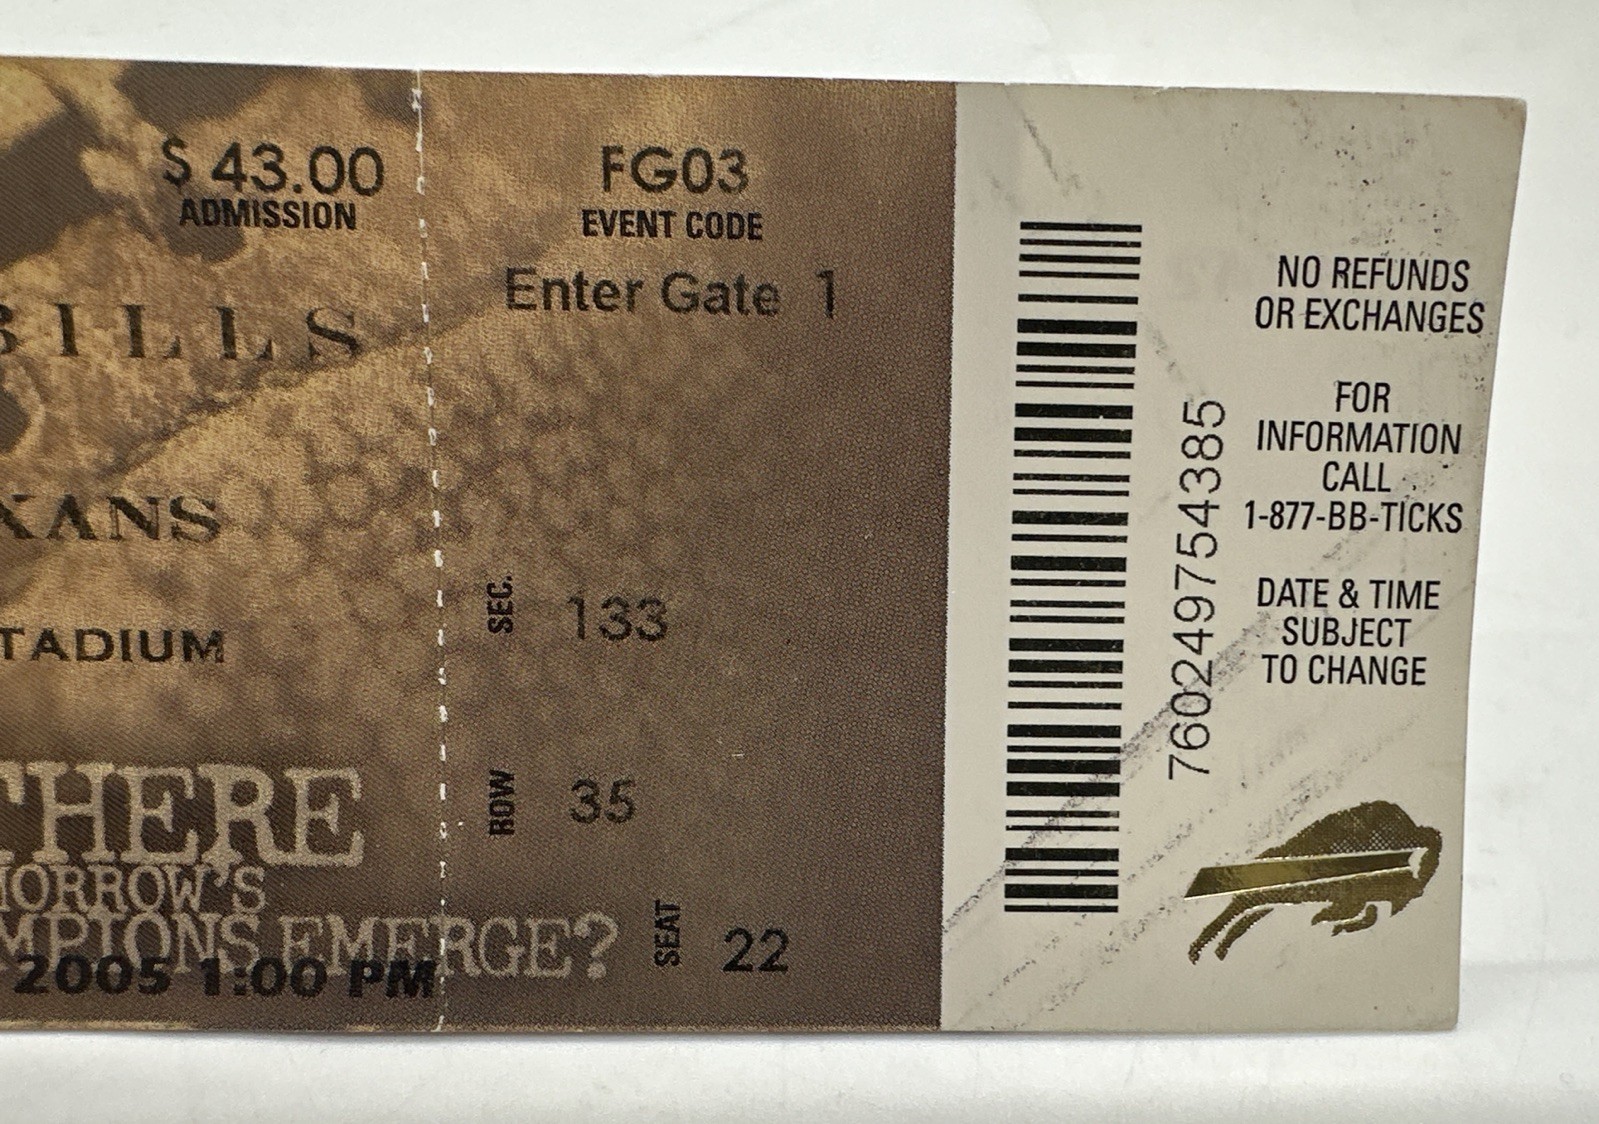 $ 43.00
ADMISSION
BILLS
XANS
TADIUM
THERE
MORROW'S
MPIONS EMERGE?
2005 1:00 PM
FG03
EVENT CODE
Enter Gate 1
SEC. 133
ROW 35
SEAT 22
760249754385
NO REFUNDS
OR EXCHANGES
FOR
INFORMATION
CALL
1-877-BB-TICKS
DATE & TIME
SUBJECT
TO CHANGE